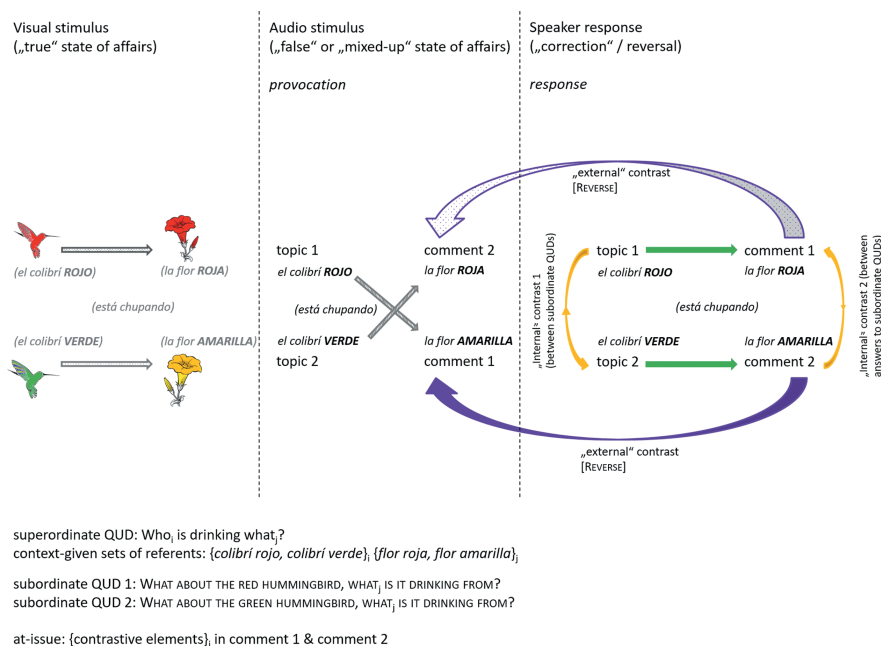 Visual stimulus
(„true“ state of affairs)
Audio stimulus
(„false“ or „mixed-up“ state of affairs)
provocation
Speaker response
(„correction“ / reversal)
response
(el colibrí ROJO)
(la flor ROJA)
(está chupando)
(el colibrí VERDE)
(la flor AMARILLA)
topic 1
comment 2
el colibrí ROJO
la flor ROJA
(está chupando)
el colibrí VERDE
la flor AMARILLA
topic 2
comment 1
„external“ contrast
[REVERSE]
„Internal“ contrast 1
(between subordinate QUDs)
topic 1
comment 1
el colibrí ROJO
la flor ROJA
(está chupando)
el colibrí VERDE
la flor AMARILLA
topic 2
comment 2
„Internal“ contrast 2 (between
answers to subordinate QUDs)
„external“ contrast
[REVERSE]
superordinate QUD: Whoi is drinking whatj?
context-given sets of referents: {colibrí rojo, colibrí verde}i {flor roja, flor amarilla}j
subordinate QUD 1: WHAT ABOUT THE RED HUMMINGBIRD, WHATj IS IT DRINKING FROM?
subordinate QUD 2: WHAT ABOUT THE GREEN HUMMINGBIRD, WHATj IS IT DRINKING FROM?
at-issue: {contrastive elements}j in comment 1 & comment 2